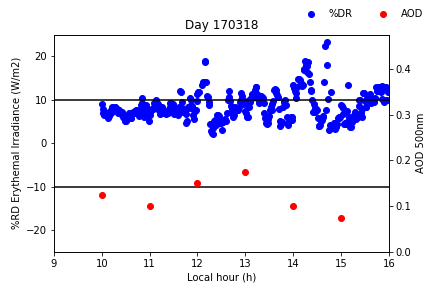 %DR AOD
Day 170318
%RD Erythemal Irradiance (W/m2)
20
10
0
−10
−20
0.4
0.3
0.2
0.1
0.0
AOD 500nm
9 10 11 12 13 14 15 16
Local hour (h)